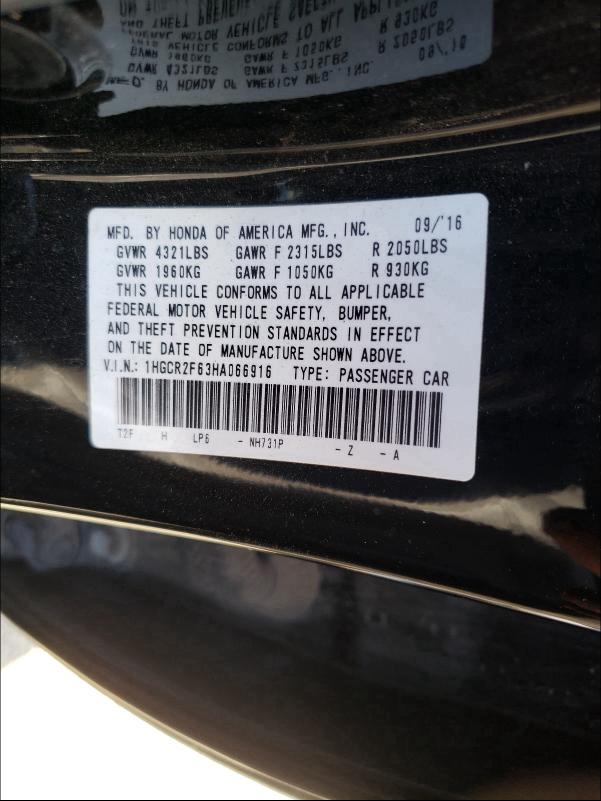 MFD. BY HONDA OF AMERICA MFG., INC. 09/'16
GVWR 4321LBS GAWR F 2315LBS R 2050LBS
GVWR 1960KG GAWR F 1050KG R 930KG
THIS VEHICLE CONFORMS TO ALL APPLICABLE
FEDERAL MOTOR VEHICLE SAFETY, BUMPER,
AND THEFT PREVENTION STANDARDS IN EFFECT
ON THE DATE OF MANUFACTURE SHOWN ABOVE.
V.I.N.: 1HGCR2F63HA066916 TYPE: PASSENGER CAR
T2F H LP6 - NH731P - Z - A